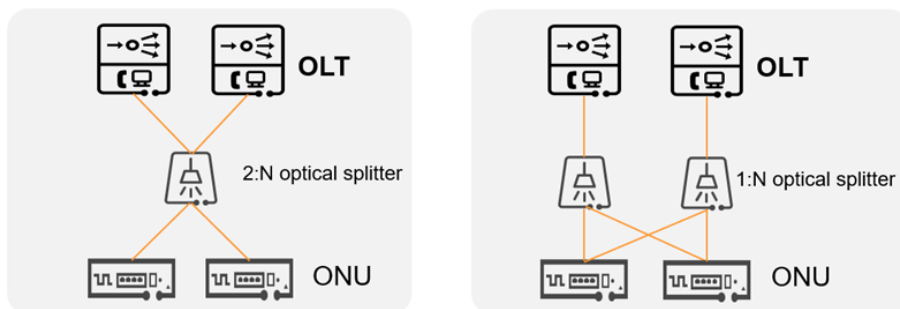 OLT
2:N optical splitter
ONU
OLT
1:N optical splitter
ONU